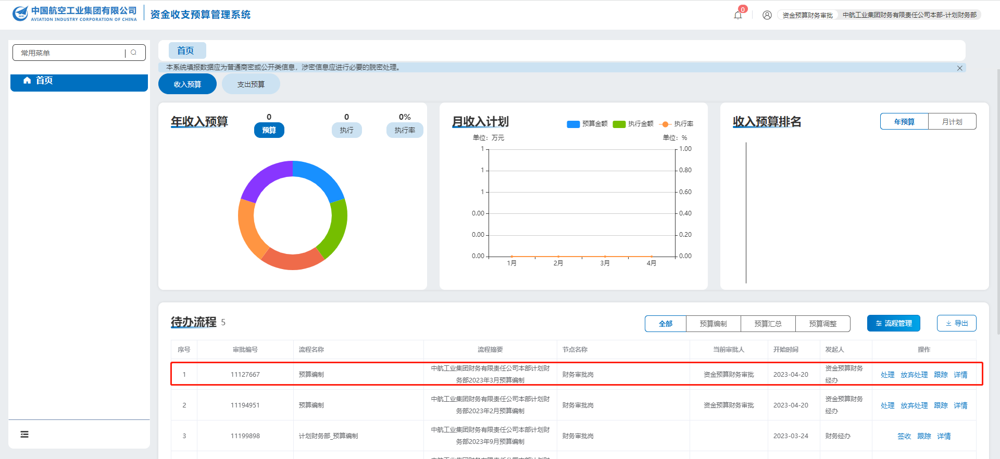 中国航空工业集团有限公司
AVIATION INDUSTRY CORPORATION OF CHINA
资金收支预算管理系统
0
资金预算财务审批
中航工业集团财务有限责任公司本部-计划财务部
常用菜单
首页
首页
本系统填报数据应为普通商密或公开类信息，涉密信息应进行必要的脱密处理。
收入预算
支出预算
年收入预算
0
预算
0
执行
0%
执行率
月收入计划
预算金额
执行金额
执行率
单位：万元
单位：%
1
1
1
0.00
0.00
0.00
1.00
0.80
0.60
0.40
0.20
0.00
1月
2月
3月
4月
收入预算排名
年预算
月计划
待办流程 5
全部
预算编制
预算汇总
预算调整
流程管理
导出
序号 审批编号 流程名称 流程摘要 节点名称 当前审批人 开始时间 发起人 操作
1 11127667 预算编制 中航工业集团财务有限责任公司本部计划财
务部2023年3月预算编制 财务审批岗 资金预算财务审批 2023-04-20 资金预算财务
经办 处理 放弃处理 跟踪 详情
2 11194951 预算编制 中航工业集团财务有限责任公司本部计划财
务部2023年2月预算编制 财务审批岗 资金预算财务审批 2023-04-20 资金预算财务
经办 处理 放弃处理 跟踪 详情
3 11199898 计划财务部_预算编制 中航工业集团财务有限责任公司本部计划财
务部2023年9月预算编制 财务审批岗 2023-03-24 财务经办 签收 跟踪 详情